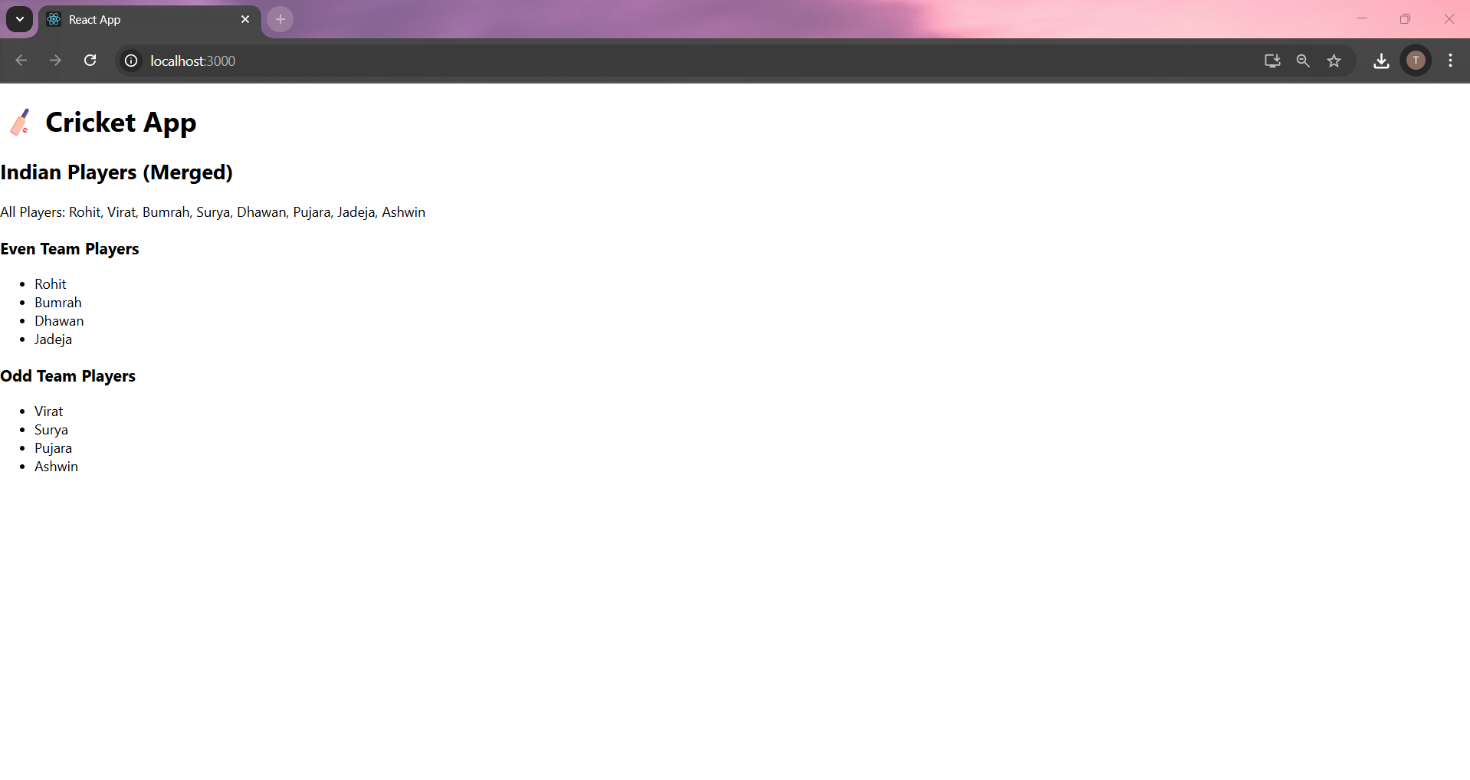 React App
localhost:3000
T
Cricket App
Indian Players (Merged)
All Players: Rohit, Virat, Bumrah, Surya, Dhawan, Pujara, Jadeja, Ashwin
Even Team Players
Rohit
Bumrah
Dhawan
Jadeja
Odd Team Players
Virat
Surya
Pujara
Ashwin